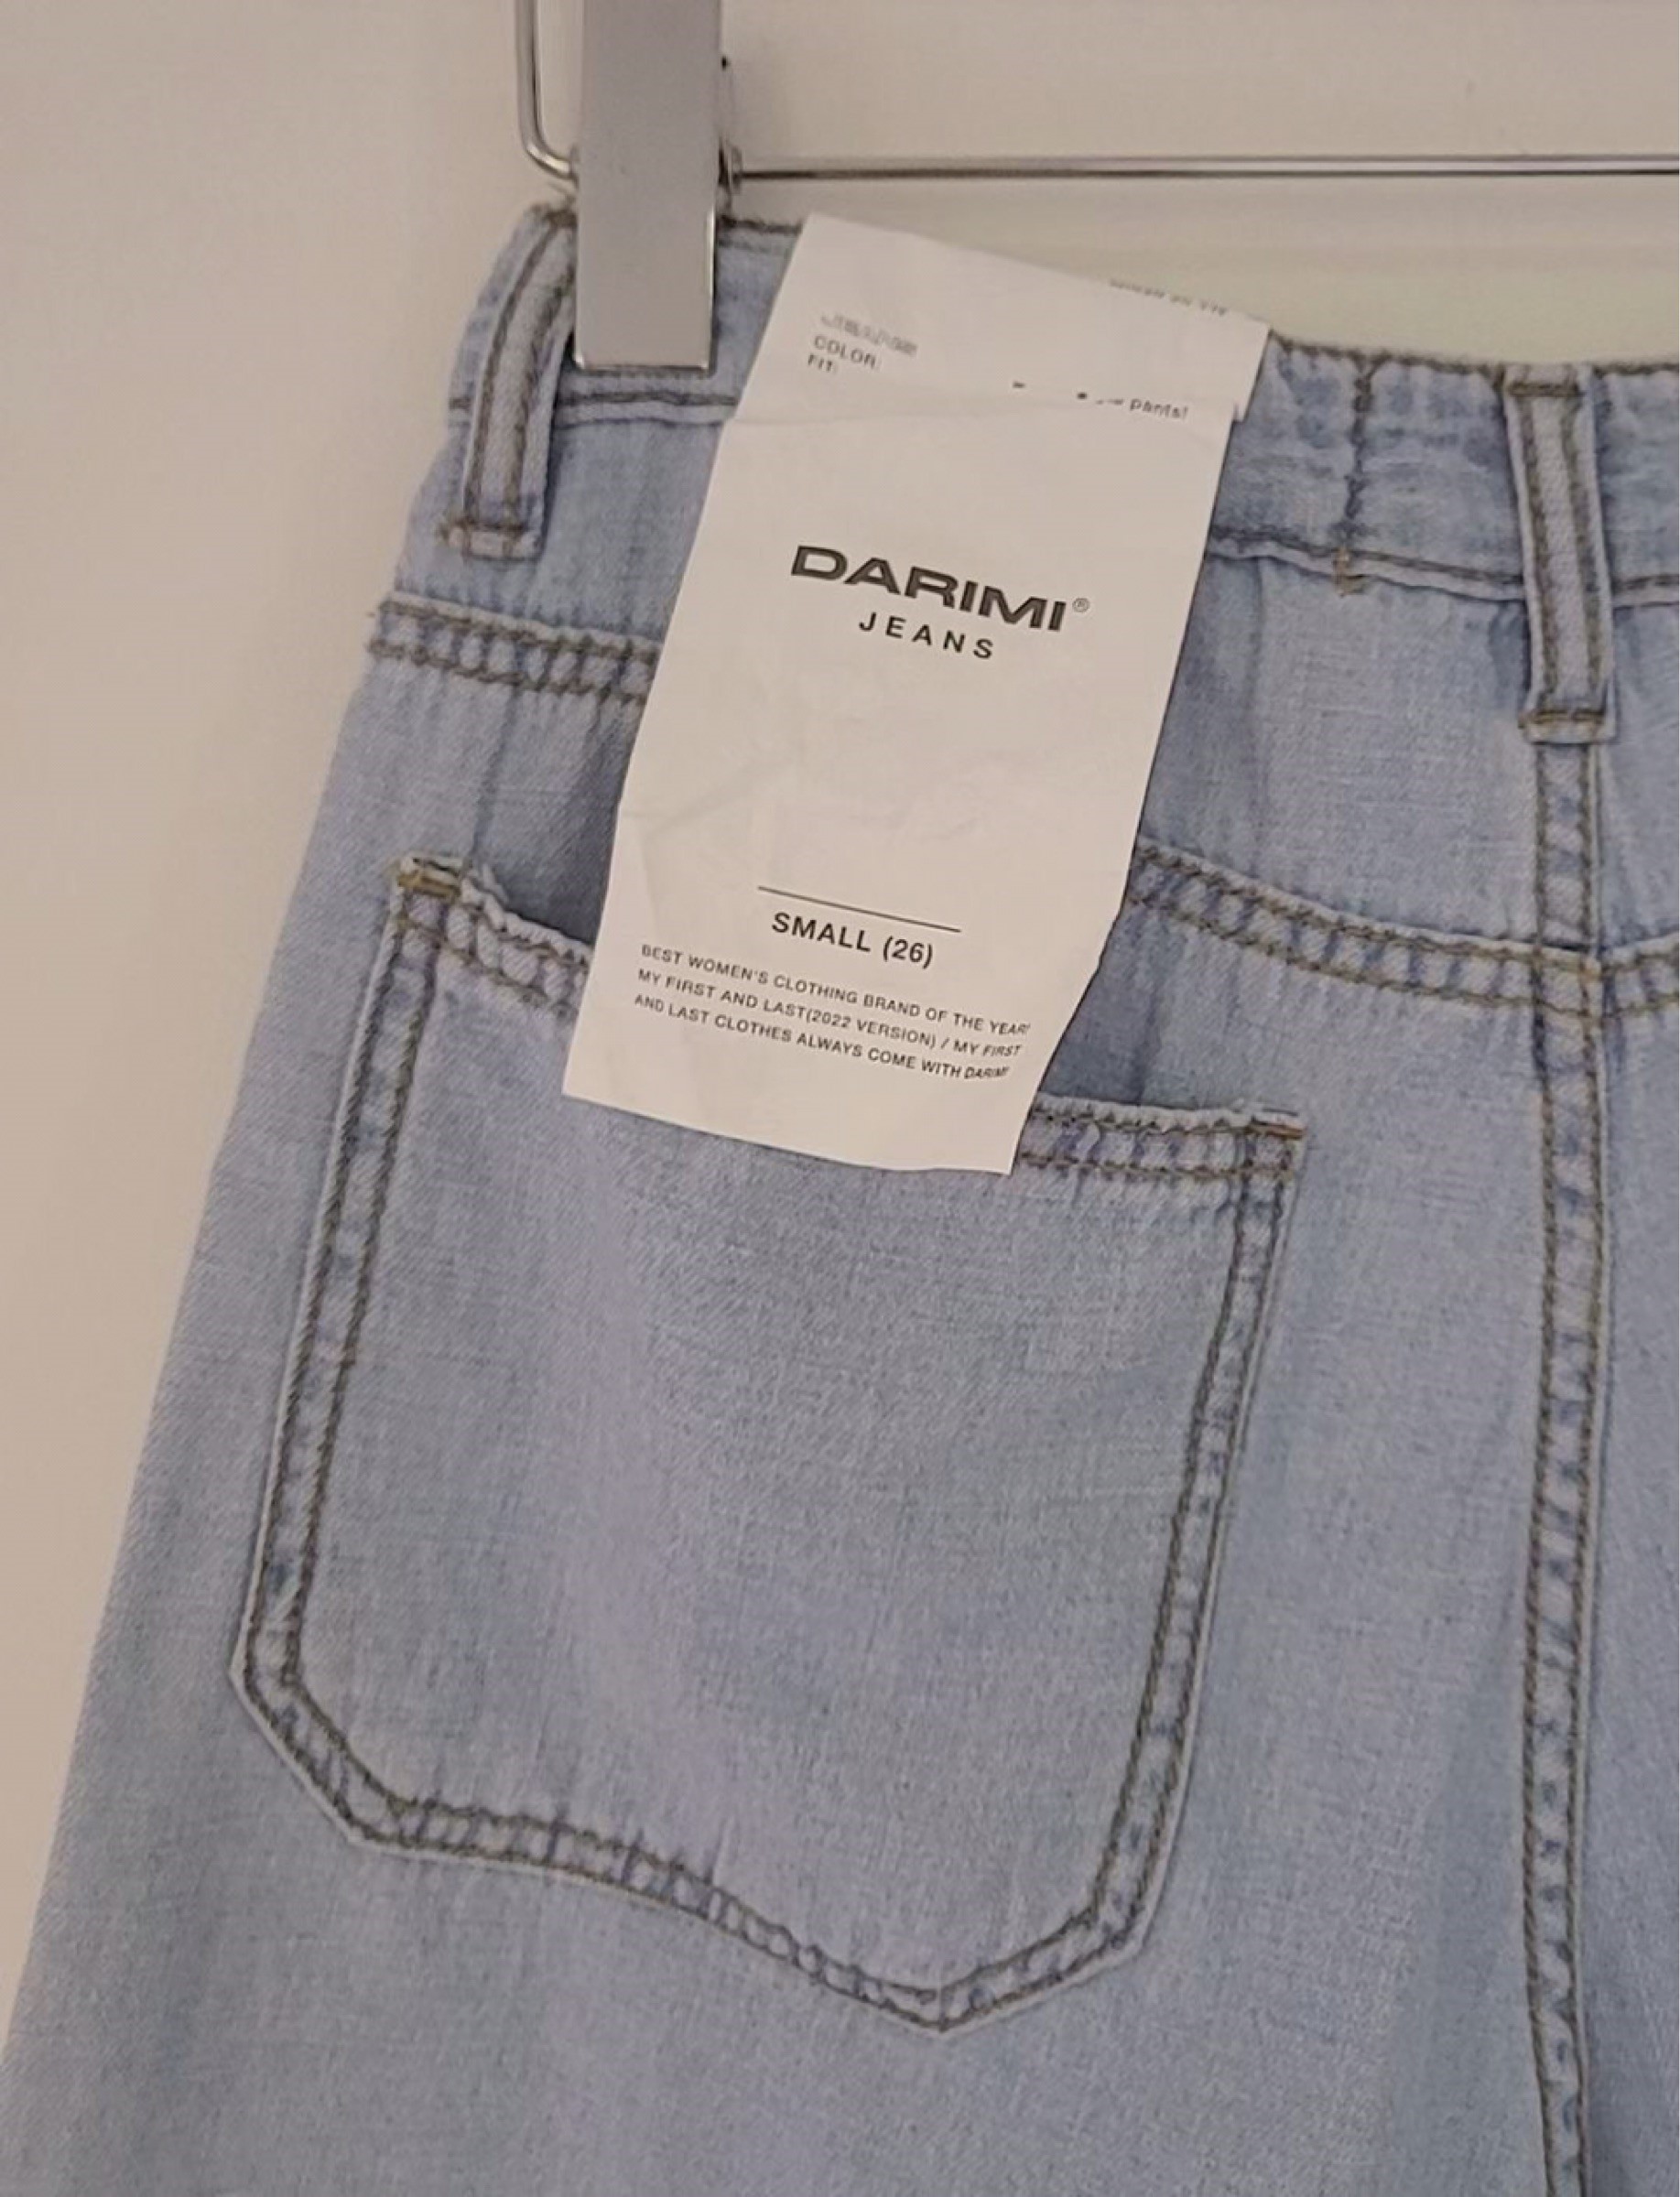 COLOR:
FIT:
pants!
DARIMI®
JEANS
SMALL (26)
BEST WOMEN'S CLOTHING BRAND OF THE YEAR!
MY FIRST AND LAST(2022 VERSION) / MY FIRST
AND LAST CLOTHES ALWAYS COME WITH DARIMI